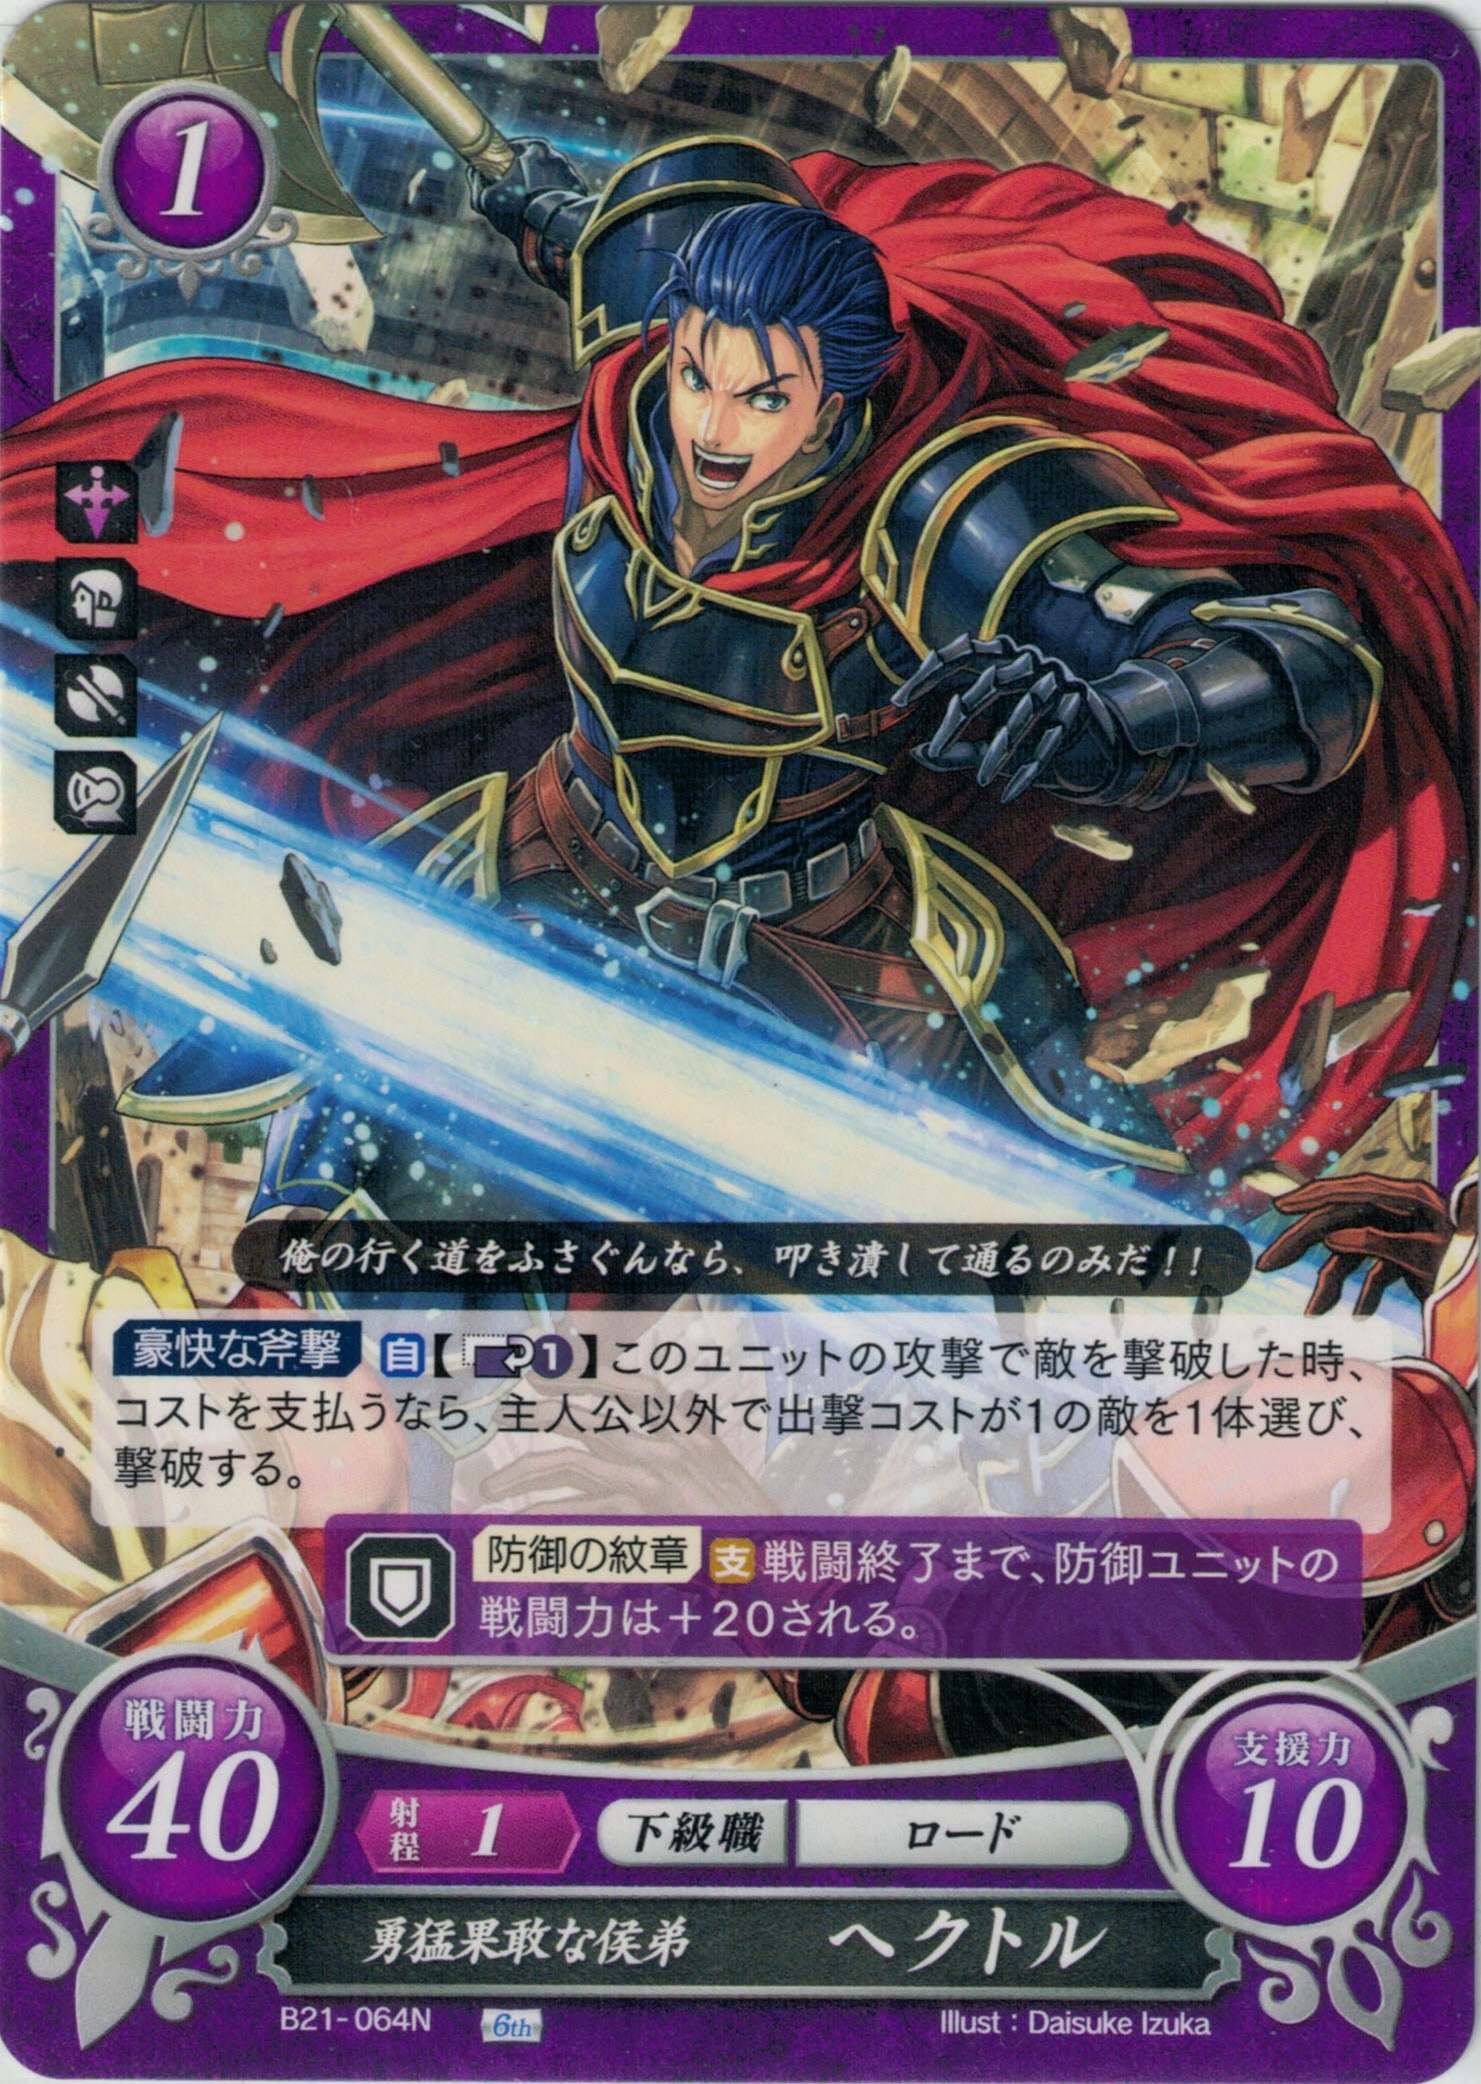 1
俺の行く道をふさぐんなら、叩き潰して通るのみだ!!
豪快な斧撃 自【 1】このユニットの攻撃で敵を撃破した時、
コストを支払うなら、主人公以外で出撃コストが1の敵を1体選び、
撃破する。
防御の紋章 支 戦闘終了まで、防御ユニットの
戦闘力は+20される。
戦闘力
40
射程 1
下級職
ロード
支援力
10
勇猛果敢な侯弟 ヘクトル
B21-064N 6th Illust : Daisuke Izuka